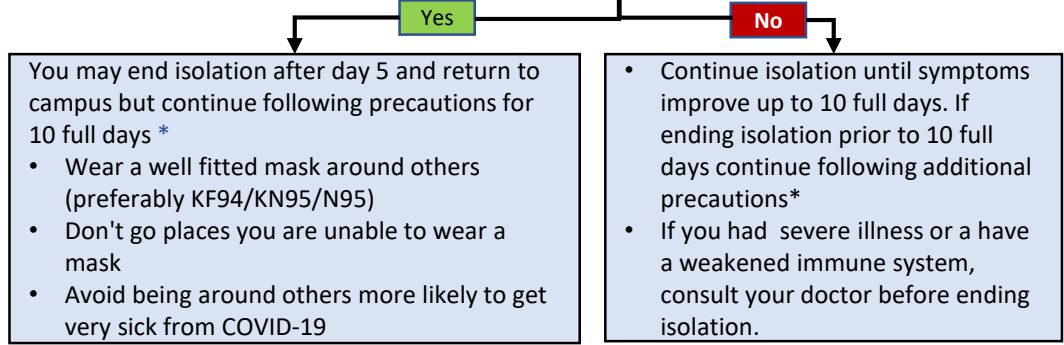 Yes
No
You may end isolation after day 5 and return to
campus but continue following precautions for
10 full days *
• Wear a well fitted mask around others
(preferably KF94/KN95/N95)
• Don't go places you are unable to wear a
mask
• Avoid being around others more likely to get
very sick from COVID-19
• Continue isolation until symptoms
improve up to 10 full days. If
ending isolation prior to 10 full
days continue following additional
precautions*
• If you had  severe illness or a have
a weakened immune system,
consult your doctor before ending
isolation.